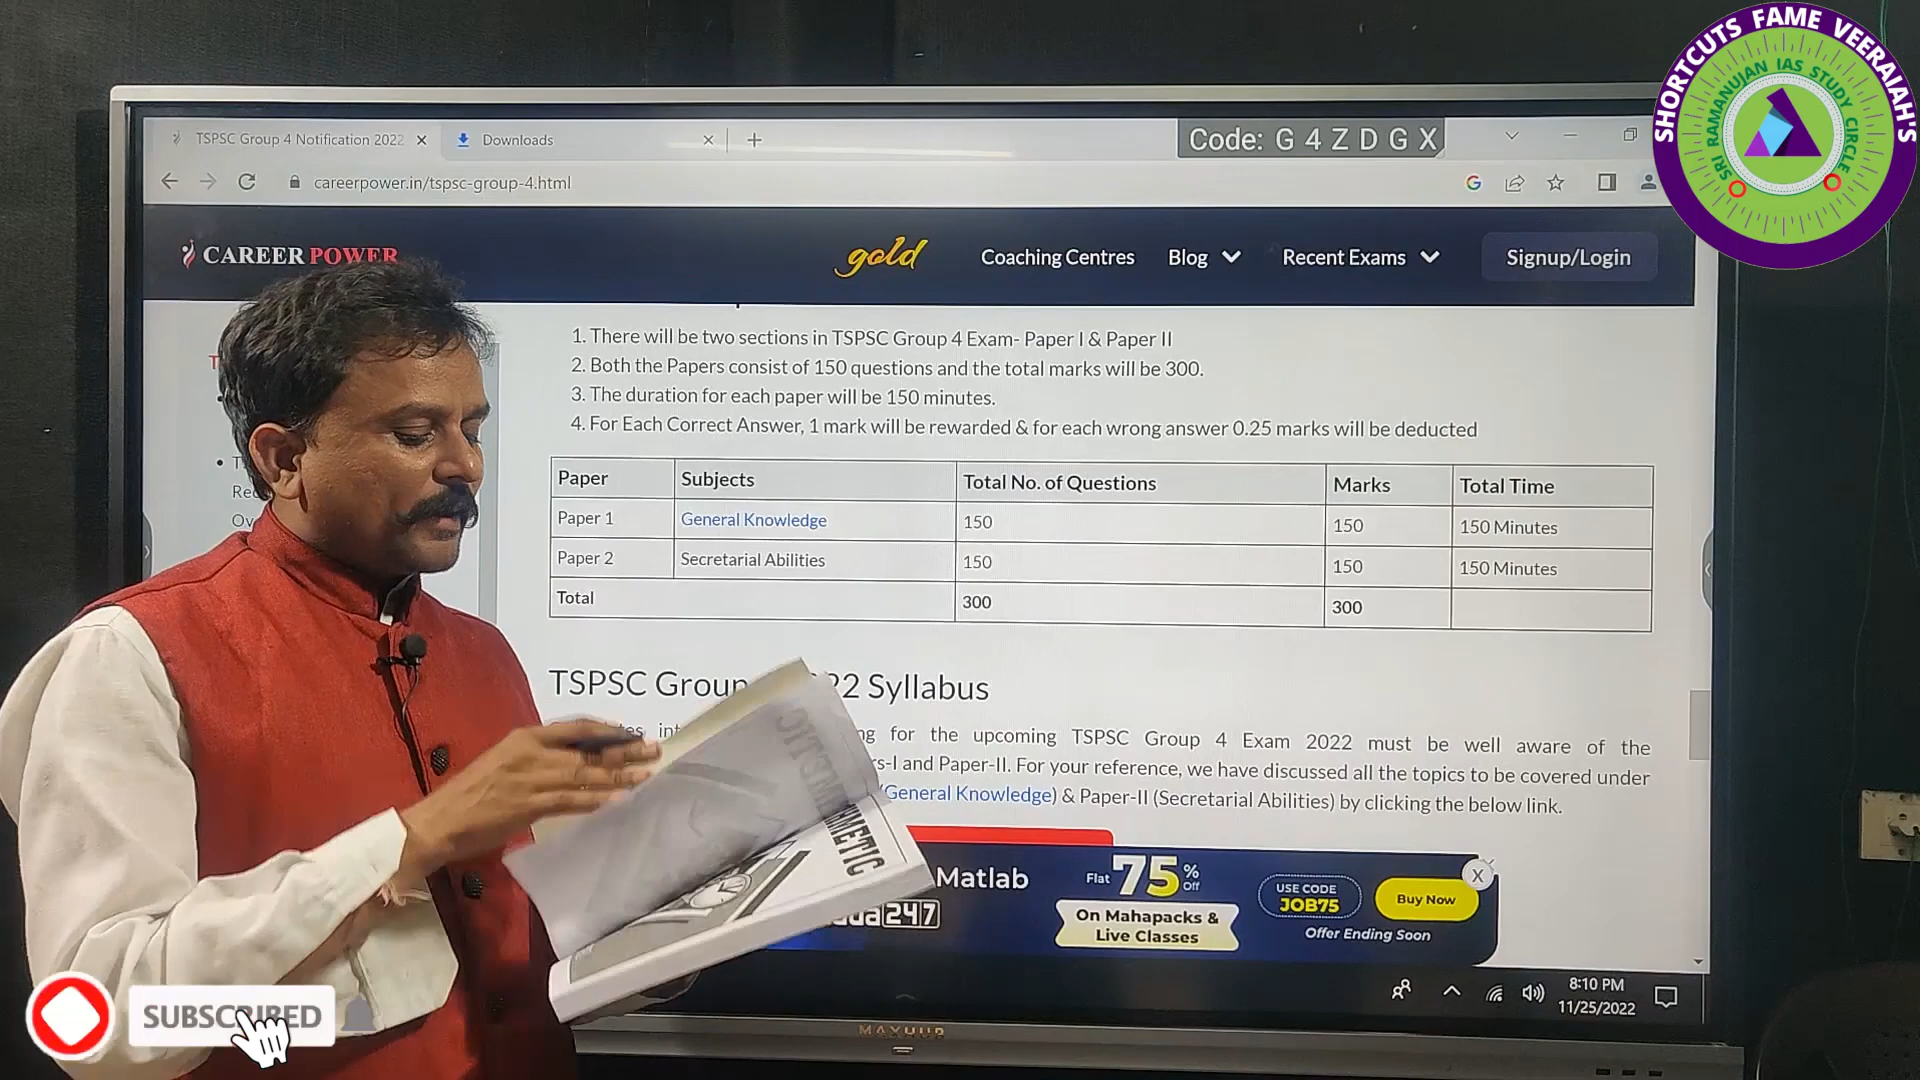 SHORTCUTS FAME VEERAIAH'S
SRI RAMANUJAN IAS STUDY CIRCLE
TSPSC Group 4 Notification 2022
Downloads
Code: G 4 Z D G X
careerpower.in/tspsc-group-4.html
CAREER POWER
gold
Coaching Centres
Blog
Recent Exams
Signup/Login
1. There will be two sections in TSPSC Group 4 Exam- Paper I & Paper II
2. Both the Papers consist of 150 questions and the total marks will be 300.
3. The duration for each paper will be 150 minutes.
4. For Each Correct Answer, 1 mark will be rewarded & for each wrong answer 0.25 marks will be deducted
Paper Subjects Total No. of Questions Marks Total Time
Paper 1 General Knowledge 150 150 150 Minutes
Paper 2 Secretarial Abilities 150 150 150 Minutes
Total 300 300
TSPSC Group 22 Syllabus
for the upcoming TSPSC Group 4 Exam 2022 must be well aware of the
rs-I and Paper-II. For your reference, we have discussed all the topics to be covered under
(General Knowledge) & Paper-II (Secretarial Abilities) by clicking the below link.
ARITHMETIC
Matlab
247
Flat 75% Off
On Mahapacks &
Live Classes
USE CODE
JOB75
Buy Now
Offer Ending Soon
X
8:10 PM
11/25/2022
MAXHUB
SUBSCRIBED